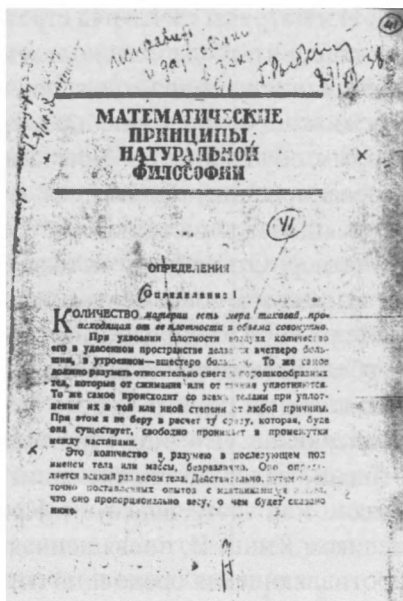 41
исправить
МАТЕМАТИЧЕСКИЕ
ПРИНЦИПЫ
НАТУРАЛЬНОЙ
ФИЛОСОФИИ
41
ОПРЕДЕЛЕНИЯ
Определение I
КОЛИЧЕСТВО материи есть мера таковой, про-
исходящая от ее плотности и объема совокупно.
При удвоении плотности воздуха количество
его в удвоенном пространстве делается вчетверо боль-
шим, в утроенном—вшестеро большим. То же самое
должно разуметь относительно снега и порошкообразных
тел, которые от сжимания или от таяния уплотняются.
То же самое происходит со всеми телами при уплот-
нении их в той или иной степени от любой причины.
При этом я не беру в расчет ту среду, которая, буде
она существует, свободно проникает в промежутки
между частицами.
Это количество я разумею в последующем под
именем тела или массы, безразлично. Оно опреде-
ляется всякий раз весом тела. Действительно, путем
точно поставленных опытов с маятниками я нашел,
что оно пропорционально весу, о чем будет сказано
ниже.